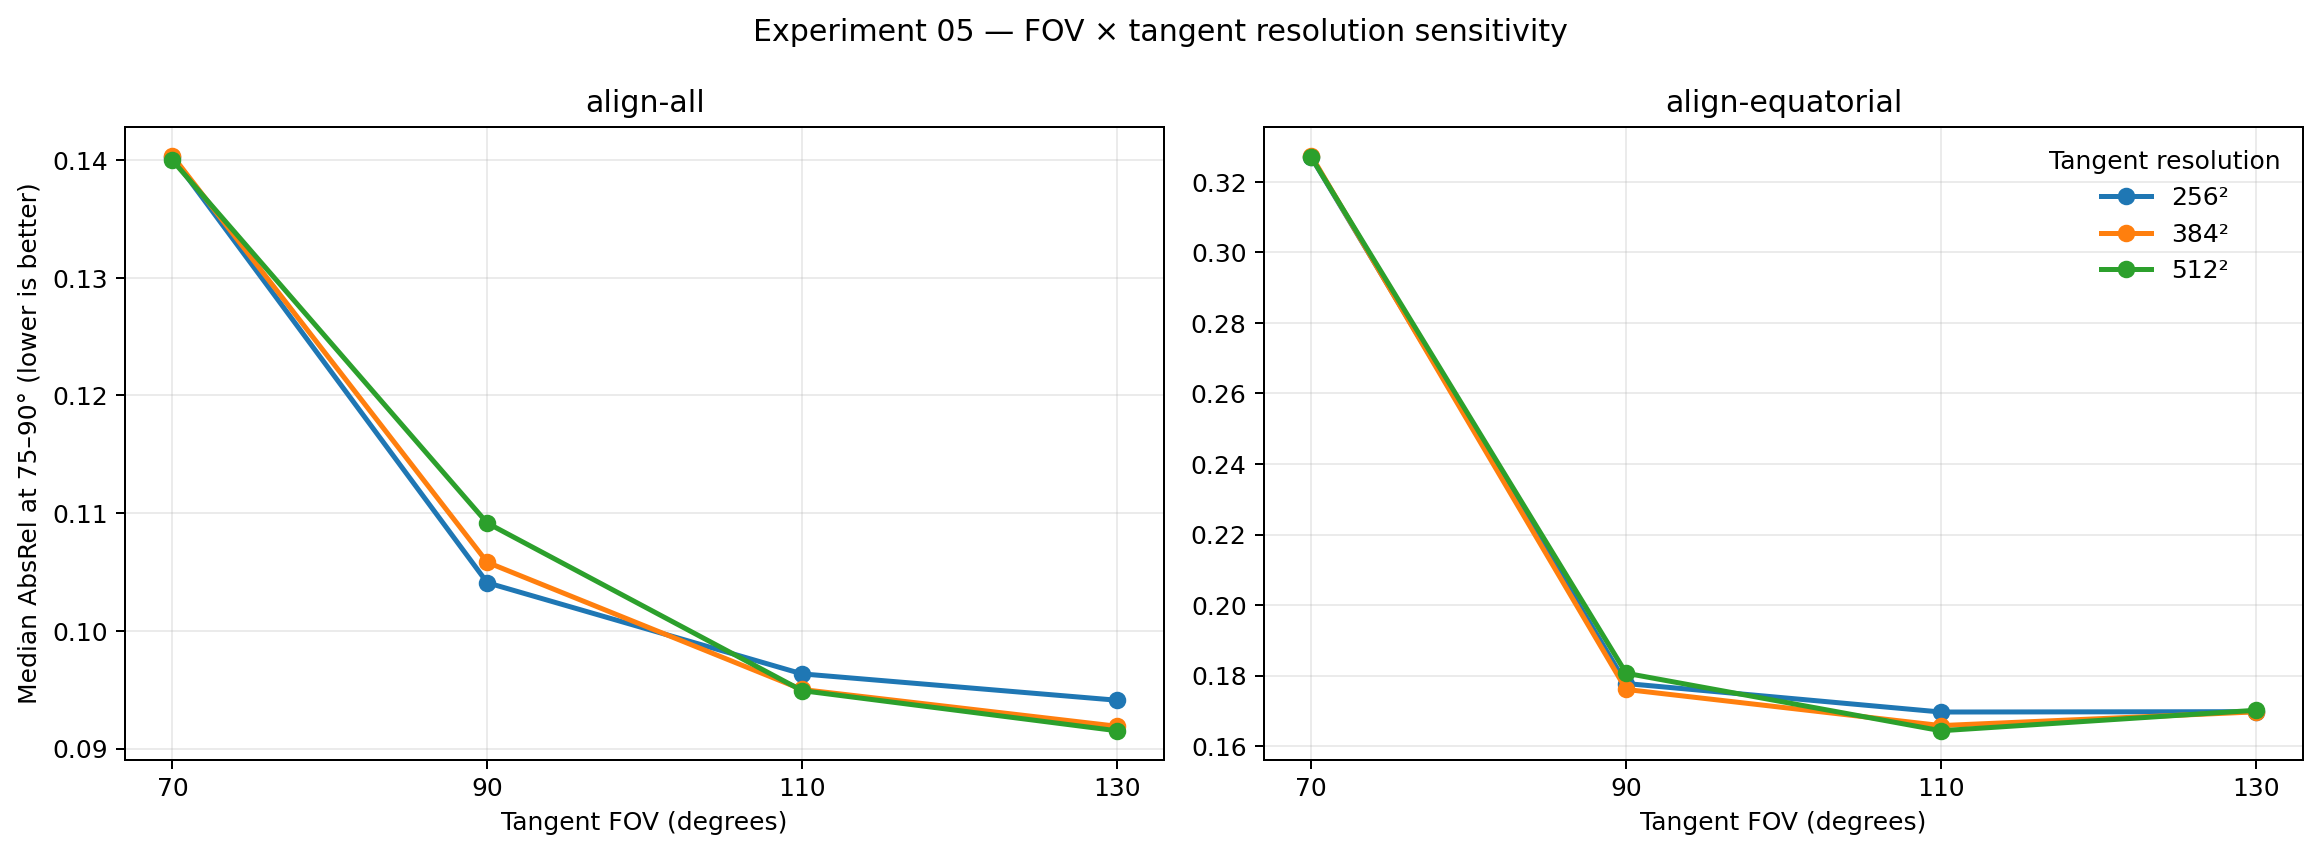 Experiment 05 — FOV × tangent resolution sensitivity
align-all
Median AbsRel at 75–90° (lower is better)
0.14
0.13
0.12
0.11
0.10
0.09
70 90 110 130
Tangent FOV (degrees)
align-equatorial
0.32
0.30
0.28
0.26
0.24
0.22
0.20
0.18
0.16
Tangent resolution
256²
384²
512²
70 90 110 130
Tangent FOV (degrees)